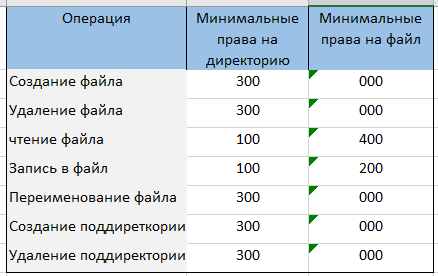 Операция Минимальные Минимальные
права на права на файл
директорию
Создание файла 300 000
Удаление файла 300 000
чтение файла 100 400
Запись в файл 100 200
Переименование файла 300 000
Создание поддиреткории 300 000
Удаление поддиректории 300 000